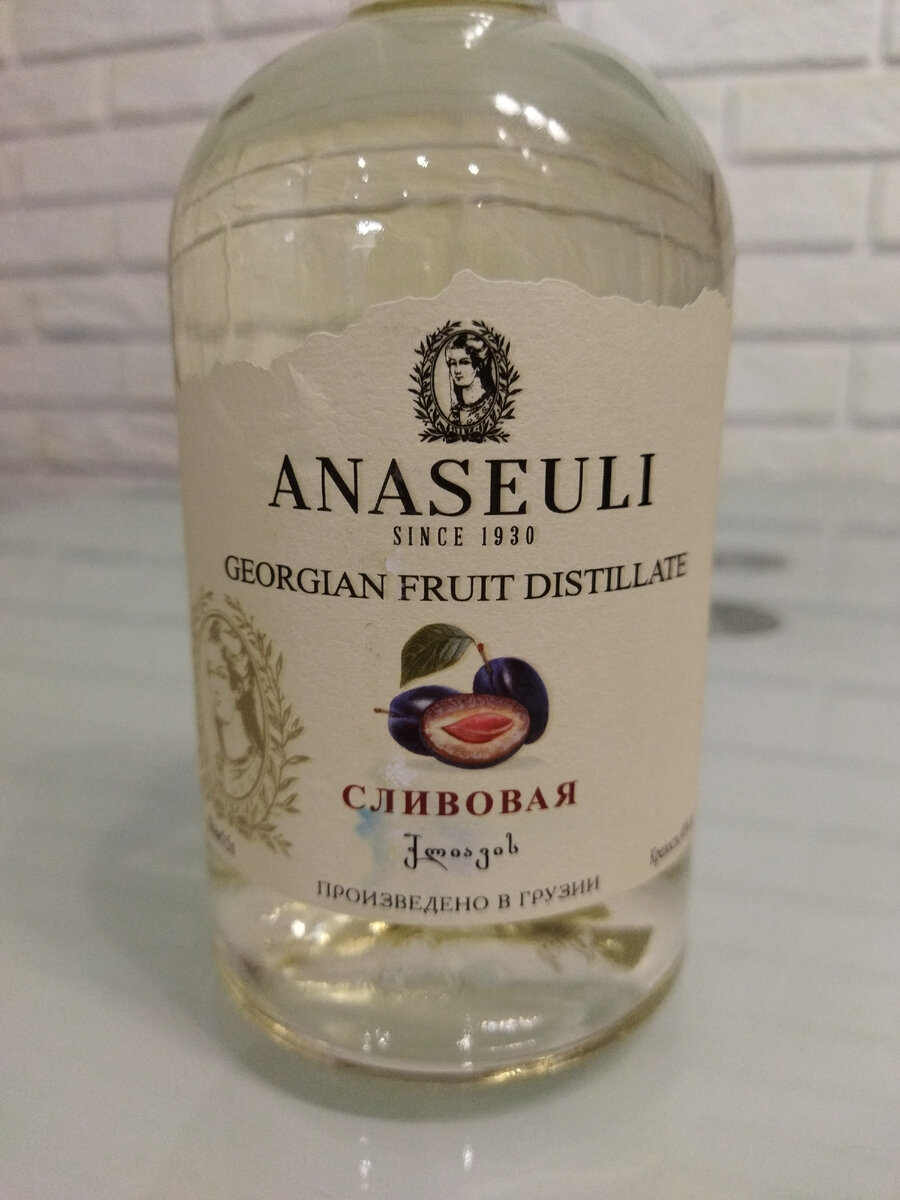 ANASEULI
SINCE 1930
GEORGIAN FRUIT DISTILLATE
СЛИВОВАЯ
ქლიავის
ПРОИЗВЕДЕНО В ГРУЗИИ